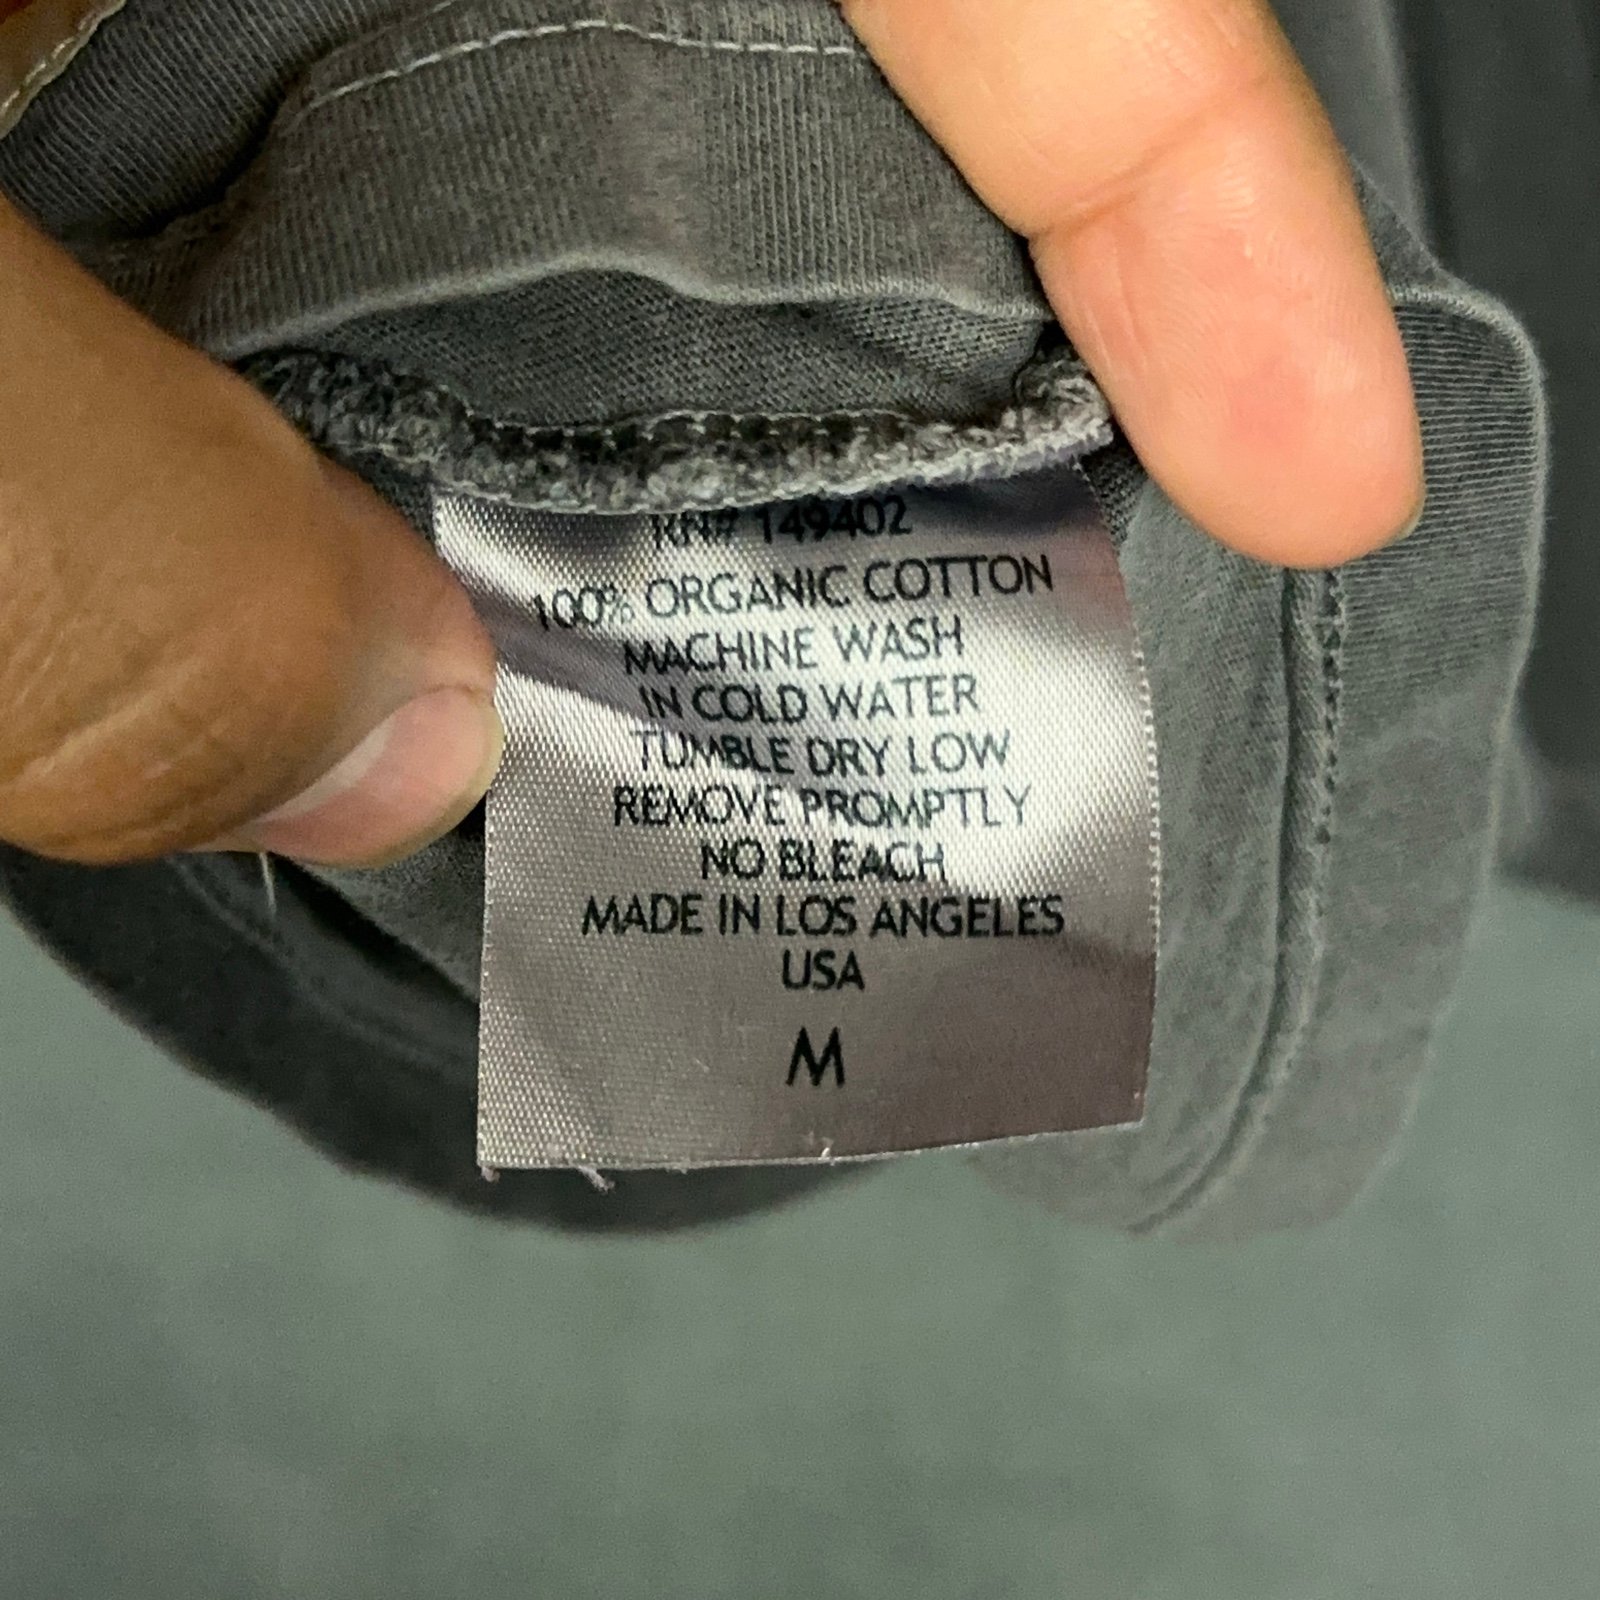 RN# 149402
100% ORGANIC COTTON
MACHINE WASH
IN COLD WATER
TUMBLE DRY LOW
REMOVE PROMPTLY
NO BLEACH
MADE IN LOS ANGELES
USA
M